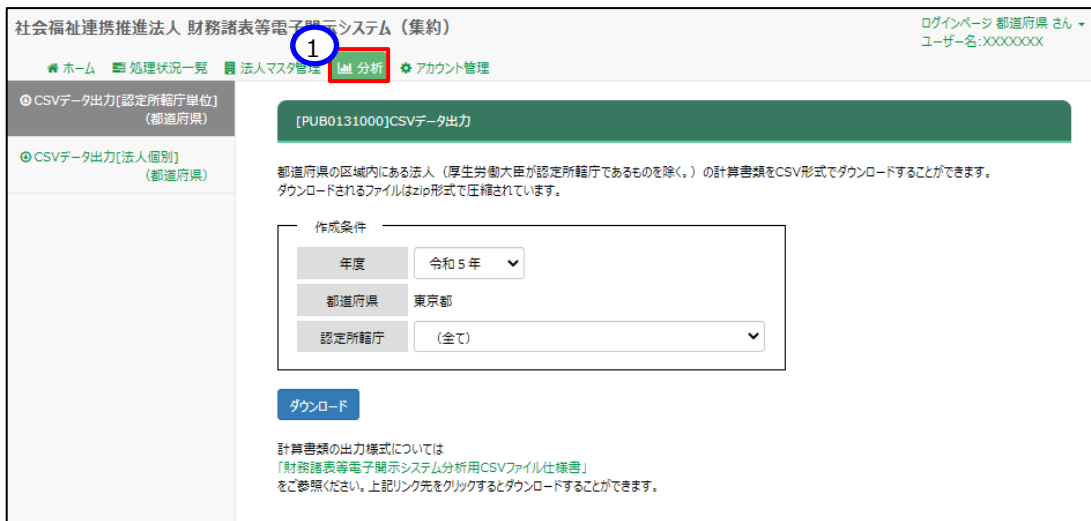 社会福祉連携推進法人 財務諸表等電子開示システム（集約）
ログインページ 都道府県 さん
ユーザー名:XXXXXXX
1
ホーム 処理状況一覧 法人マスタ管理 分析 アカウント管理
CSVデータ出力[認定所轄庁単位]
（都道府県）
CSVデータ出力[法人個別]
（都道府県）
[PUB0131000]CSVデータ出力
都道府県の区域内にある法人（厚生労働大臣が認定所轄庁であるものを除く。）の計算書類をCSV形式でダウンロードすることができます。
ダウンロードされるファイルはzip形式で圧縮されています。
作成条件
年度 令和５年
都道府県 東京都
認定所轄庁 （全て）
ダウンロード
計算書類の出力様式については
「財務諸表等電子開示システム分析用CSVファイル仕様書」
をご参照ください。上記リンク先をクリックするとダウンロードすることができます。